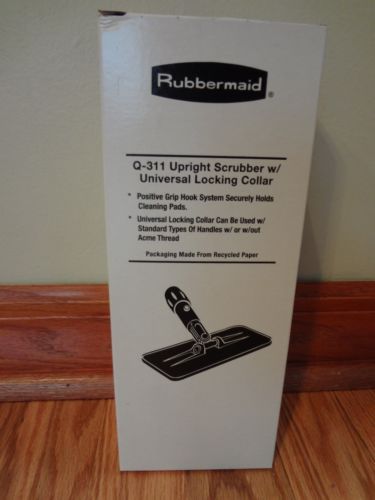 Rubbermaid®
Q-311 Upright Scrubber w/
Universal Locking Collar
* Positive Grip Hook System Securely Holds
Cleaning Pads.
* Universal Locking Collar Can Be Used w/
Standard Types Of Handles w/ or w/out
Acme Thread
Packaging Made From Recycled Paper